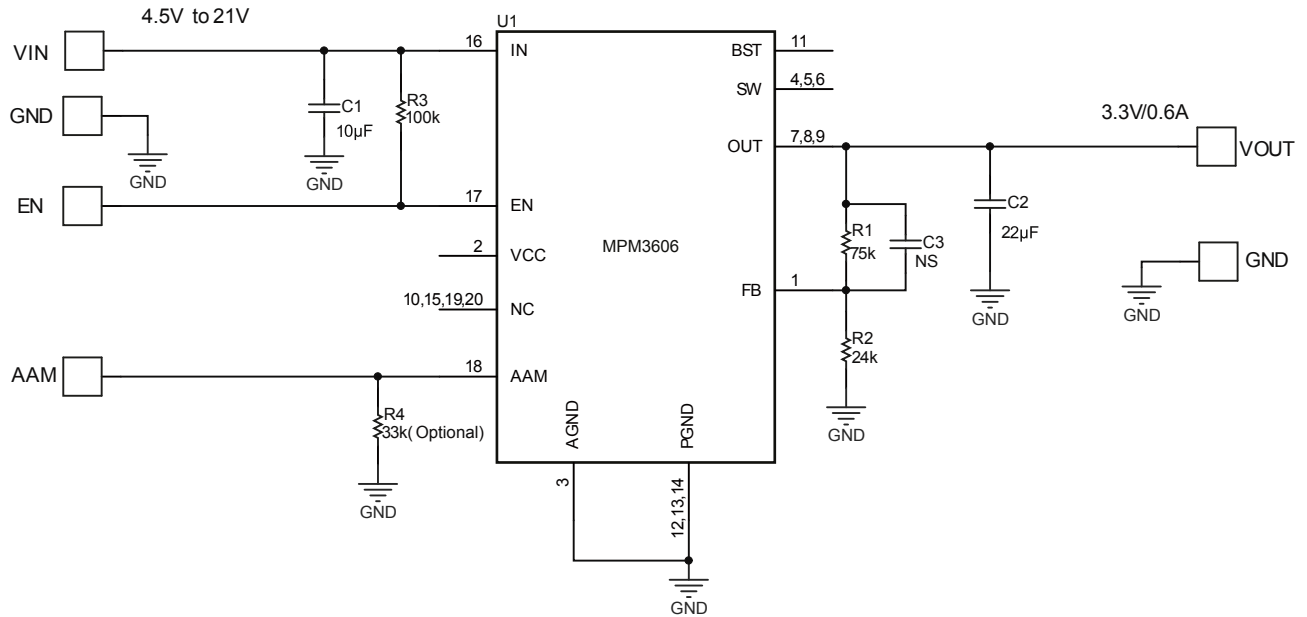 4.5V to 21V
U1
VIN
16
IN
BST
11
GND
C1
10µF
R3
100k
SW
4,5,6
3.3V/0.6A
GND
GND
OUT
7,8,9
VOUT
EN
17
EN
MPM3606
R1
75k
C3
NS
C2
22µF
2
VCC
GND
10,15,19,20
NC
FB
1
GND
GND
R2
24k
AAM
18
AAM
R4
33k(Optional)
AGND
PGND
GND
GND
3
12,13,14
GND